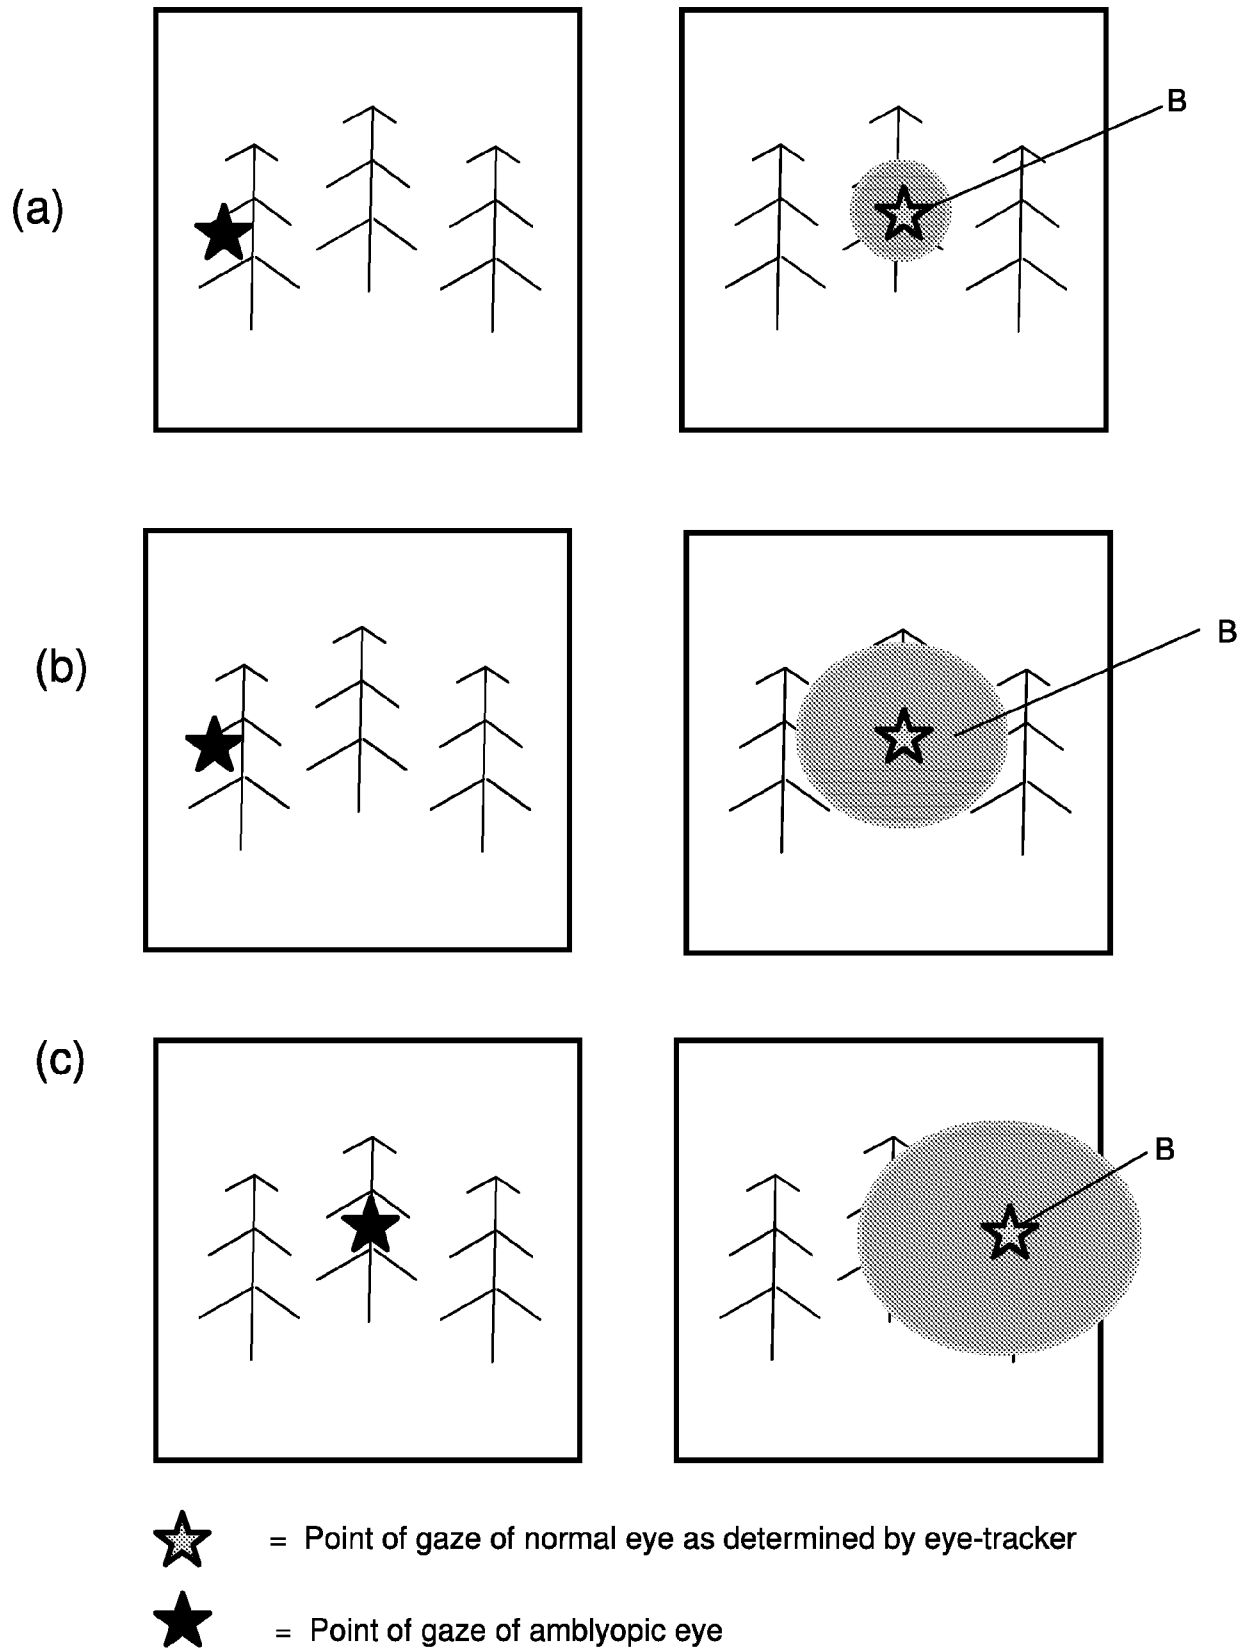 (a)
B
(b)
B
(c)
B
= Point of gaze of normal eye as determined by eye-tracker
= Point of gaze of amblyopic eye